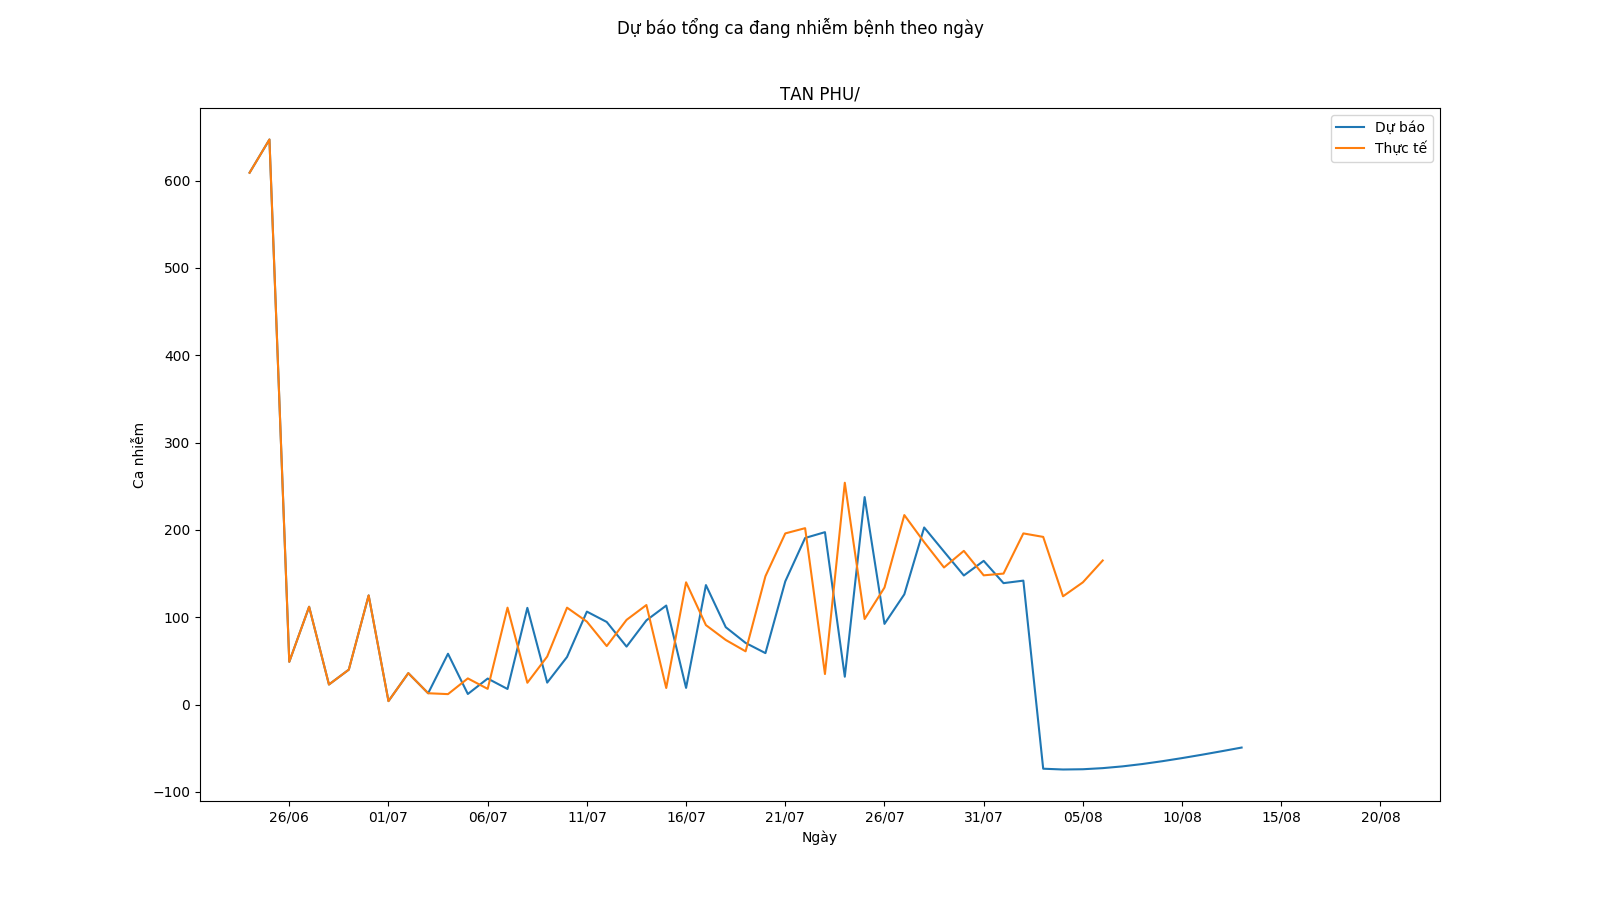 Dự báo tổng ca đang nhiễm bệnh theo ngày
TAN PHU/
Dự báo
Thực tế
600
500
400
300
200
100
0
−100
Ca nhiễm
26/06 01/07 06/07 11/07 16/07 21/07 26/07 31/07 05/08 10/08 15/08 20/08
Ngày